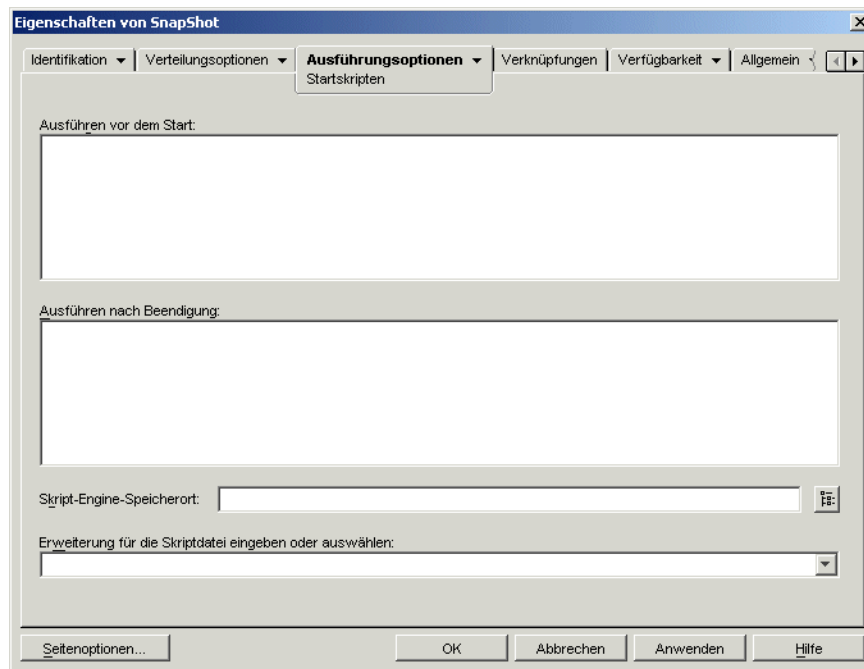 Eigenschaften von SnapShot
Identifikation Verteilungsoptionen Ausführungsoptionen Verknüpfungen Verfügbarkeit Allgemein
Startskripten
Ausführen vor dem Start:
Ausführen nach Beendigung:
Skript-Engine-Speicherort:
Erweiterung für die Skriptdatei eingeben oder auswählen:
Seitenoptionen... OK Abbrechen Anwenden Hilfe